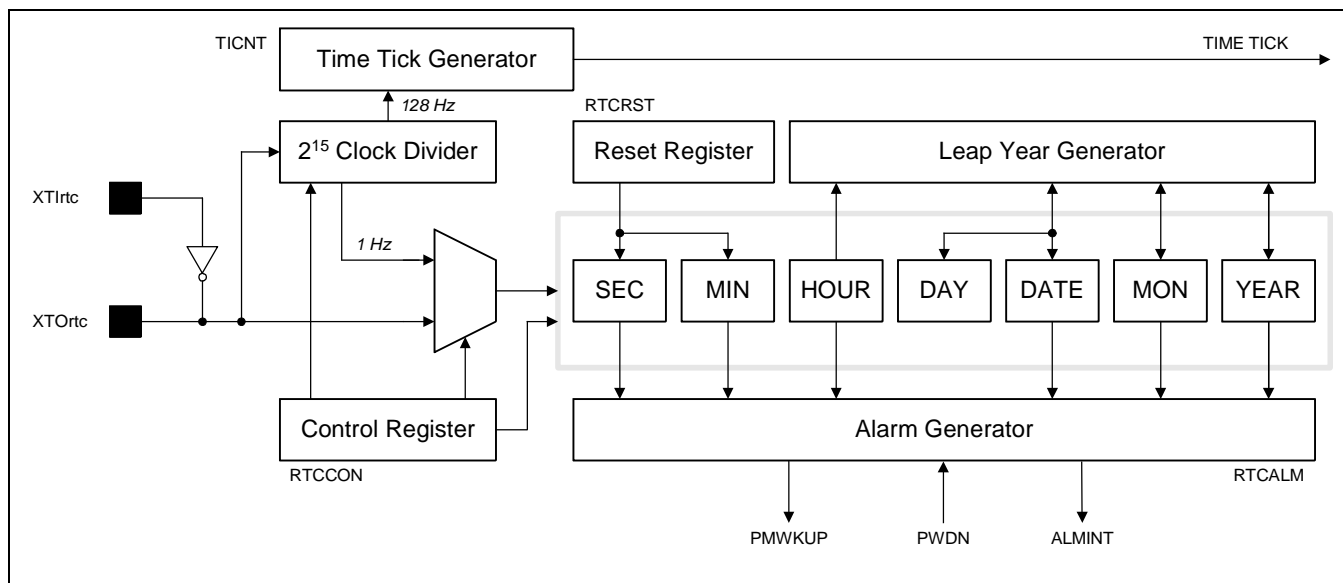 TICNT
Time Tick Generator
TIME TICK
128 Hz
RTCRST
2¹⁵ Clock Divider
Reset Register
Leap Year Generator
XTIrtc
1 Hz
SEC
MIN
HOUR
DAY
DATE
MON
YEAR
XTOrtc
Control Register
Alarm Generator
RTCCON
RTCALM
PMWKUP
PWDN
ALMINT